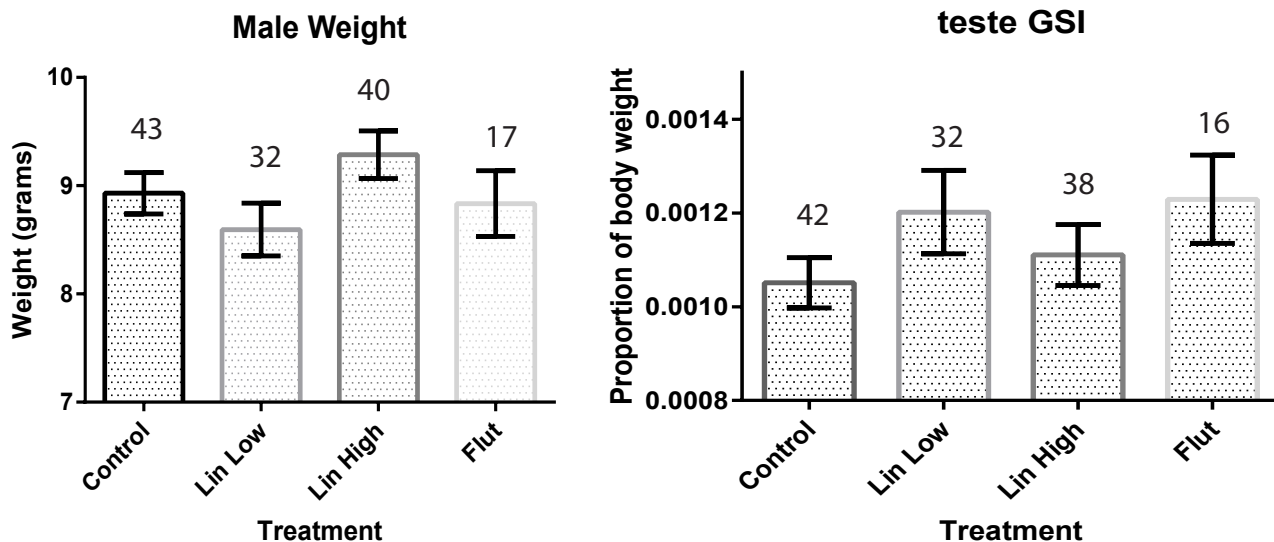 Male Weight
Weight (grams)
10
9
8
7
43
32
40
17
Control
Lin Low
Lin High
Flut
Treatment
teste GSI
Proportion of body weight
0.0014
0.0012
0.0010
0.0008
42
32
38
16
Control
Lin Low
Lin High
Flut
Treatment